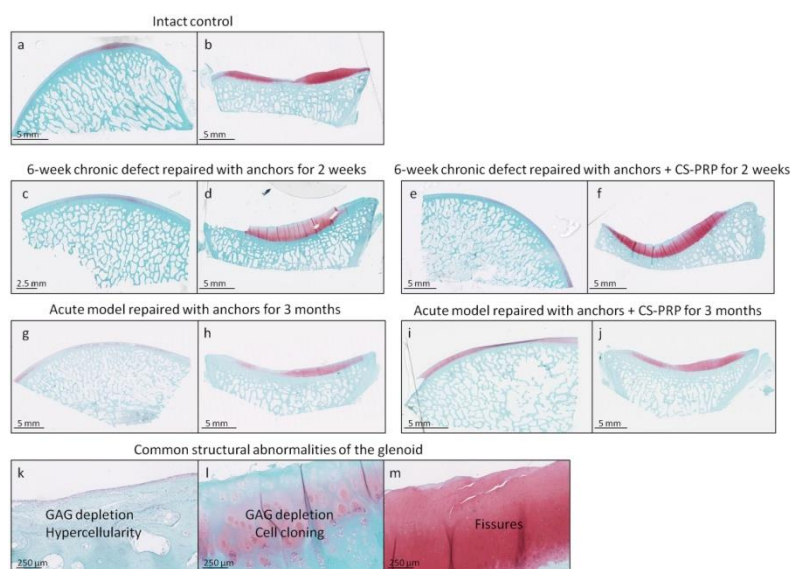 Intact control
a
b
5 mm
5 mm
6-week chronic defect repaired with anchors for 2 weeks
6-week chronic defect repaired with anchors + CS-PRP for 2 weeks
c
d
e
f
2.5 mm
5 mm
5 mm
5 mm
Acute model repaired with anchors for 3 months
Acute model repaired with anchors + CS-PRP for 3 months
g
h
i
j
5 mm
5 mm
5 mm
5 mm
Common structural abnormalities of the glenoid
k
l
m
GAG depletion
Hypercellularity
GAG depletion
Cell cloning
Fissures
250 µm
250 µm
250 µm